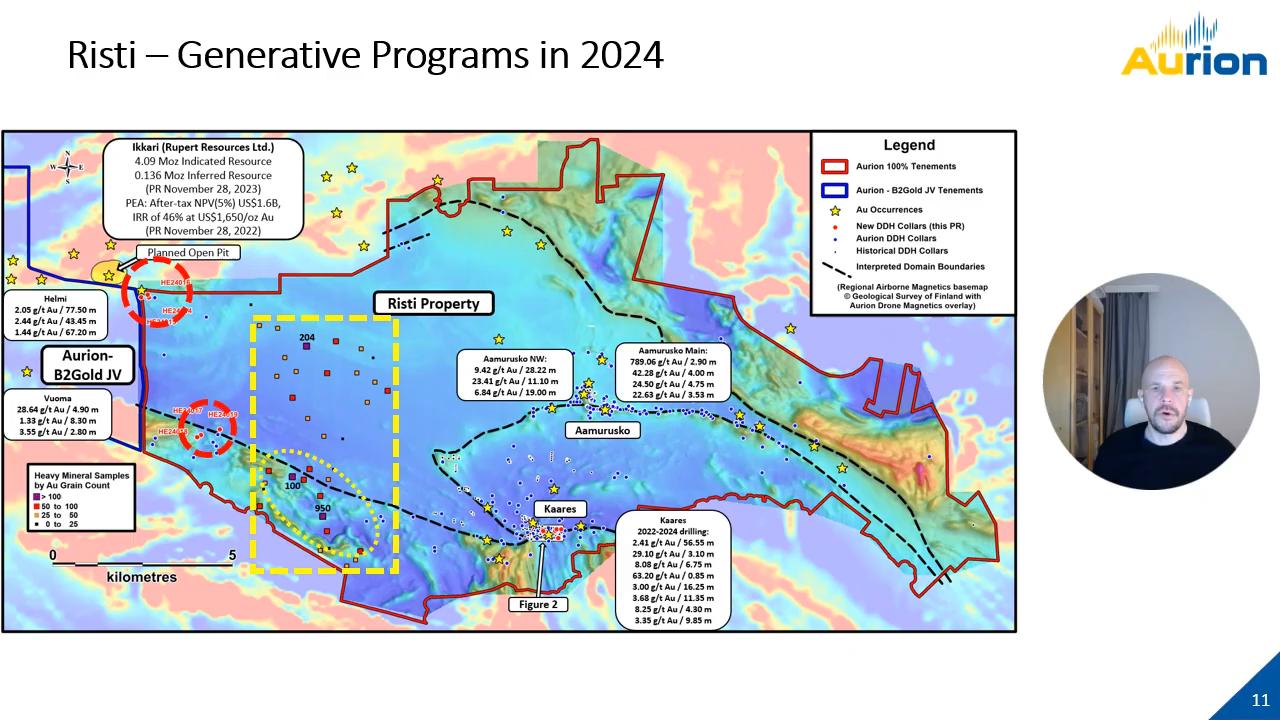 Risti – Generative Programs in 2024
Aurion
Ikkari (Rupert Resources Ltd.)
4.09 Moz Indicated Resource
0.136 Moz Inferred Resource
(PR November 28, 2023)
PEA: After-tax NPV(5%) US$1.6B,
IRR of 46% at US$1,650/oz Au
(PR November 28, 2022)
N
W E
S
Planned Open Pit
Legend
Aurion 100% Tenements
Aurion - B2Gold JV Tenements
Au Occurrences
New DDH Collars (this PR)
Aurion DDH Collars
Historical DDH Collars
Interpreted Domain Boundaries
(Regional Airborne Magnetics basemap
© Geological Survey of Finland with
Aurion Drone Magnetics overlay)
Helmi
2.05 g/t Au / 77.50 m
2.44 g/t Au / 43.45 m
1.44 g/t Au / 67.20 m
Risti Property
204
Aurion-
B2Gold JV
Aamurusko NW:
9.42 g/t Au / 28.22 m
23.41 g/t Au / 11.10 m
6.84 g/t Au / 19.00 m
Aamurusko Main:
789.06 g/t Au / 2.90 m
42.28 g/t Au / 4.00 m
24.50 g/t Au / 4.75 m
22.63 g/t Au / 3.53 m
Vuoma
28.64 g/t Au / 4.90 m
1.33 g/t Au / 8.30 m
3.55 g/t Au / 2.80 m
Aamurusko
Heavy Mineral Samples
by Au Grain Count
> 100
50 to 100
25 to 50
0 to 25
100
950
Kaares
Kaares
2022-2024 drilling:
2.41 g/t Au / 56.55 m
29.10 g/t Au / 3.10 m
8.08 g/t Au / 6.75 m
63.20 g/t Au / 0.85 m
3.00 g/t Au / 16.25 m
3.68 g/t Au / 11.35 m
8.25 g/t Au / 4.30 m
3.35 g/t Au / 9.85 m
0 5
kilometres
Figure 2
11